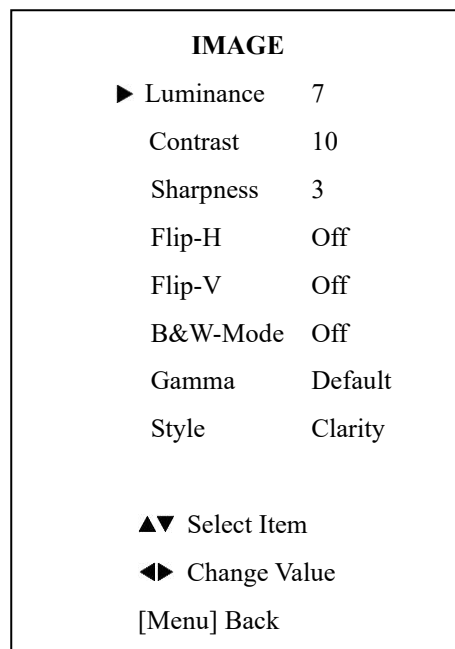 IMAGE
▶ Luminance 7
Contrast 10
Sharpness 3
Flip-H Off
Flip-V Off
B&W-Mode Off
Gamma Default
Style Clarity
▲▼ Select Item
◀▶ Change Value
[Menu] Back